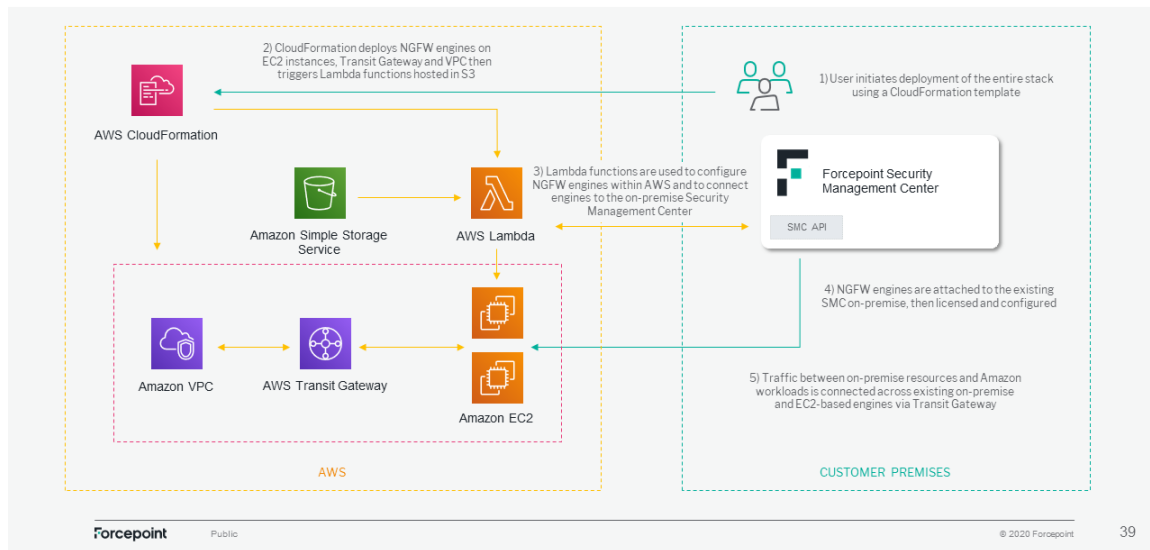 2) CloudFormation deploys NGFW engines on
EC2 instances, Transit Gateway and VPC then
triggers Lambda functions hosted in S3
1) User initiates deployment of the entire stack
using a CloudFormation template
AWS CloudFormation
3) Lambda functions are used to configure
NGFW engines within AWS and to connect
engines to the on-premise Security
Management Center
Forcepoint Security
Management Center
SMC API
Amazon Simple Storage
Service
AWS Lambda
4) NGFW engines are attached to the existing
SMC on-premise, then licensed and configured
Amazon VPC
AWS Transit Gateway
Amazon EC2
5) Traffic between on-premise resources and Amazon
workloads is connected across existing on-premise
and EC2-based engines via Transit Gateway
AWS
CUSTOMER PREMISES
Forcepoint
Public
© 2020 Forcepoint
39